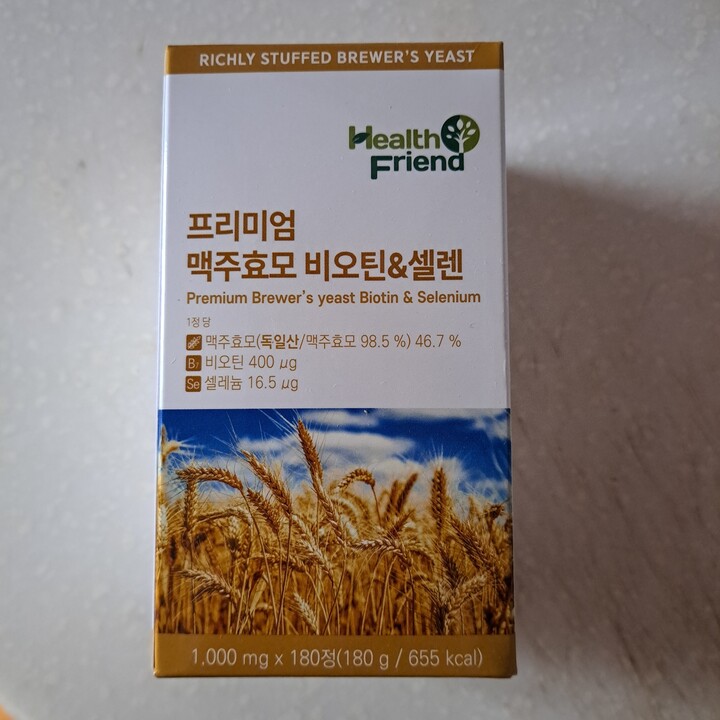 RICHLY STUFFED BREWER'S YEAST
Health
Friend
프리미엄
맥주효모 비오틴&셀렌
Premium Brewer's yeast Biotin & Selenium
1정 당
맥주효모(독일산/맥주효모 98.5 %) 46.7 %
B7 비오틴 400 μg
Se 셀레늄 16.5 μg
1,000 mg x 180정(180 g / 655 kcal)